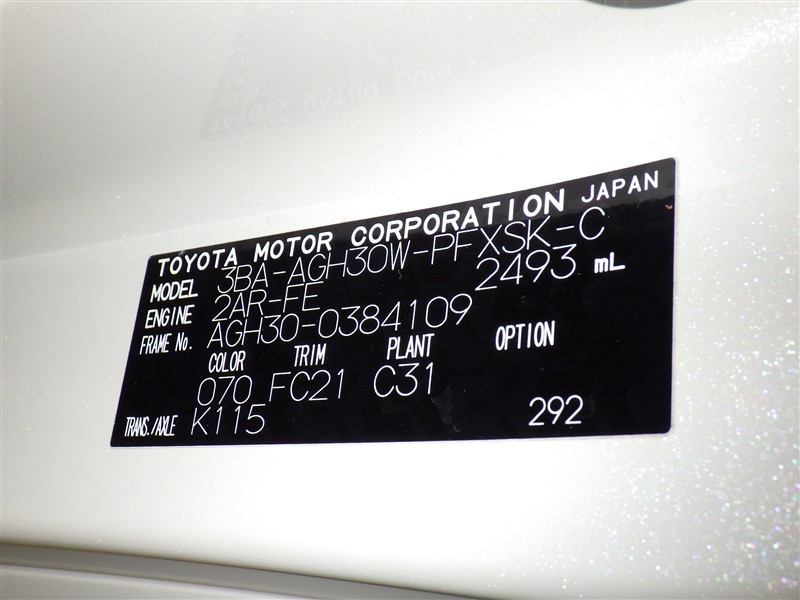 TOYOTA MOTOR CORPORATION JAPAN
MODEL 3BA-AGH30W-PFXSK-C
ENGINE 2AR-FE 2493 mL
FRAME No. AGH30-0384109
COLOR TRIM PLANT OPTION
070 FC21 C31
TRANS./AXLE K115 292